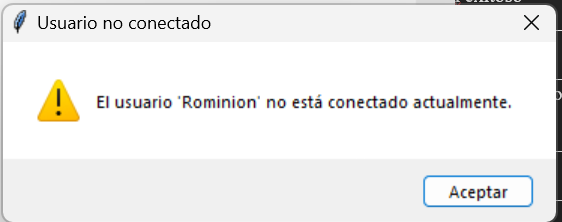 Usuario no conectado
El usuario 'Rominion' no está conectado actualmente.
Aceptar